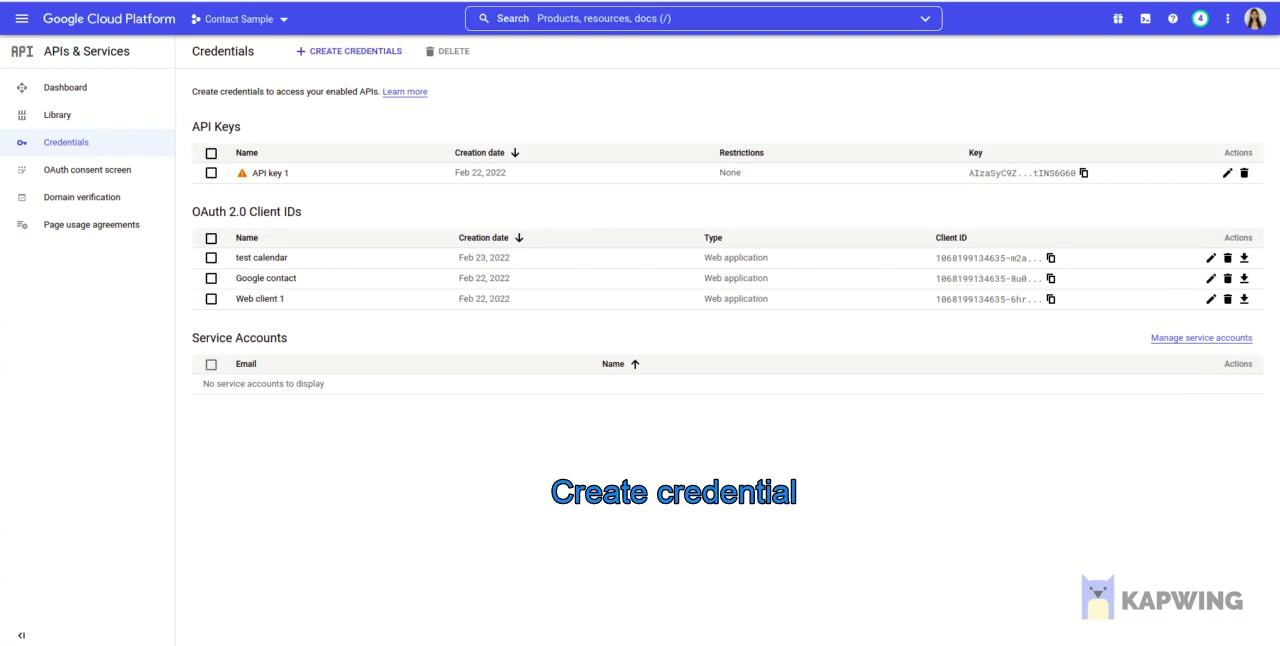 Google Cloud Platform Contact Sample Search Products, resources, docs (/) 4
API APIs & Services Credentials CREATE CREDENTIALS DELETE
Dashboard
Library
Credentials
OAuth consent screen
Domain verification
Page usage agreements
Create credentials to access your enabled APIs. Learn more
API Keys
Name Creation date Restrictions Key Actions
API key 1 Feb 22, 2022 None AIzaSyC9Z...tINS6G60
OAuth 2.0 Client IDs
Name Creation date Type Client ID Actions
test calendar Feb 23, 2022 Web application 1068199134635-m2a...
Google contact Feb 22, 2022 Web application 1068199134635-8u0...
Web client 1 Feb 22, 2022 Web application 1068199134635-6hr...
Service Accounts Manage service accounts
Email Name Actions
No service accounts to display
Create credential
KAPWING